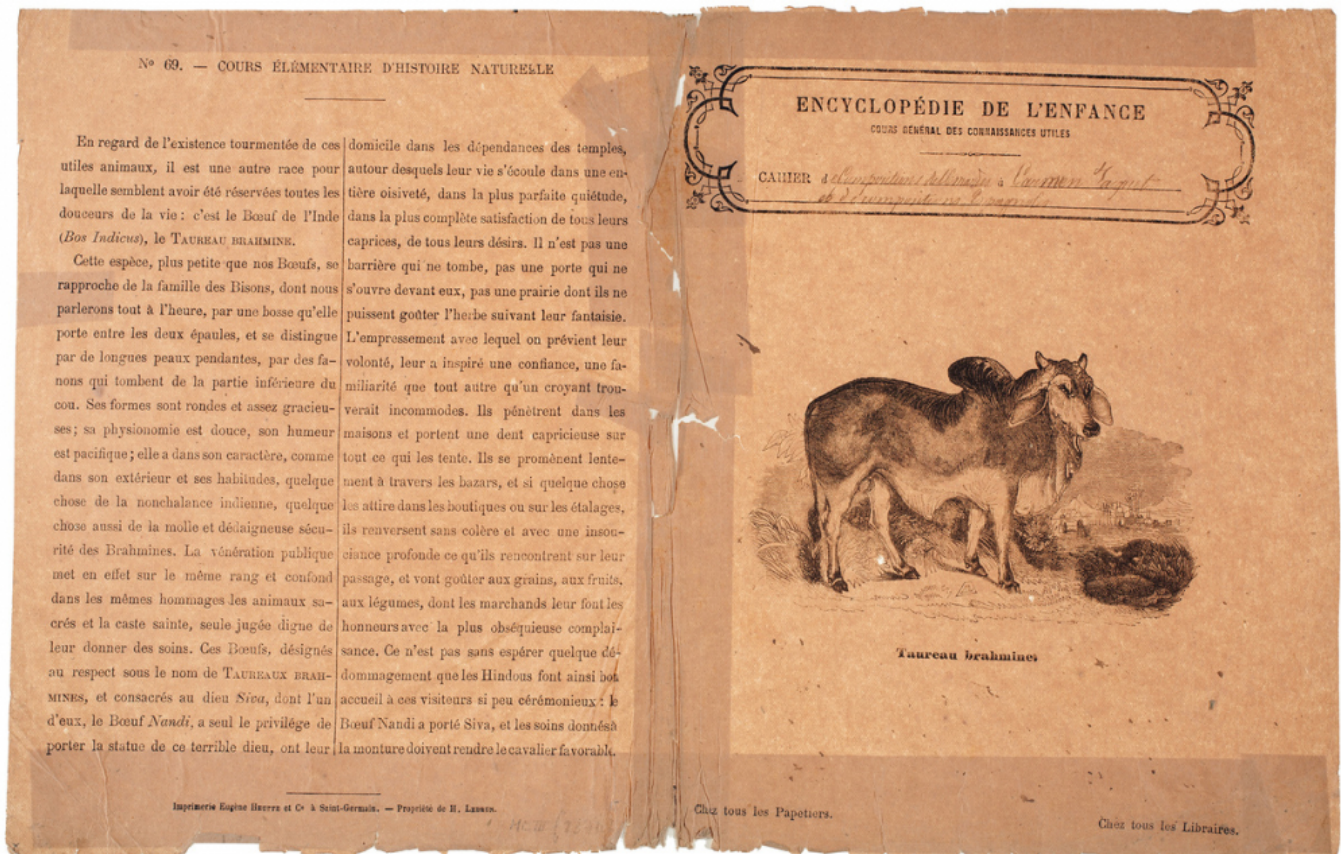 Nº 69. — COURS ÉLÉMENTAIRE D'HISTOIRE NATURELLE
En regard de l'existence tourmentée de ces
utiles animaux, il est une autre race pour
laquelle semblent avoir été réservées toutes les
douceurs de la vie : c'est le Bœuf de l'Inde
(Bos Indicus), le TAUREAU BRAHMINE.
Cette espèce, plus petite que nos Bœufs, se
rapproche de la famille des Bisons, dont nous
parlerons tout à l'heure, par une bosse qu'elle
porte entre les deux épaules, et se distingue
par de longues peaux pendantes, par des fa-
nons qui tombent de la partie inférieure du
cou. Ses formes sont rondes et assez gracieu-
ses; sa physionomie est douce, son humeur
est pacifique; elle a dans son caractère, comme
dans son extérieur et ses habitudes, quelque
chose de la nonchalance indienne, quelque
chose aussi de la molle et dédaigneuse sécu-
rité des Brahmines. La vénération publique
met en effet sur le même rang et confond
dans les mêmes hommages les animaux sa-
crés et la caste sainte, seule jugée digne de
leur donner des soins. Ces Bœufs, désignés
au respect sous le nom de TAUREAUX BRAH-
MINES, et consacrés au dieu Siva, dont l'un
d'eux, le Bœuf Nandi, a seul le privilége de
porter la statue de ce terrible dieu, ont leur
domicile dans les dépendances des temples,
autour desquels leur vie s'écoule dans une en-
tière oisiveté, dans la plus parfaite quiétude,
dans la plus complète satisfaction de tous leurs
caprices, de tous leurs désirs. Il n'est pas une
barrière qui ne tombe, pas une porte qui ne
s'ouvre devant eux, pas une prairie dont ils ne
puissent goûter l'herbe suivant leur fantaisie.
L'empressement avec lequel on prévient leur
volonté, leur a inspiré une confiance, une fa-
miliarité que tout autre qu'un croyant trou-
verait incommodes. Ils pénètrent dans les
maisons et portent une dent capricieuse sur
tout ce qui les tente. Ils se promènent lente-
ment à travers les bazars, et si quelque chose
les attire dans les boutiques ou sur les étalages,
ils renversent sans colère et avec une insou-
ciance profonde ce qu'ils rencontrent sur leur
passage, et vont goûter aux grains, aux fruits,
aux légumes, dont les marchands leur font les
honneurs avec la plus obséquieuse complai-
sance. Ce n'est pas sans espérer quelque dé-
dommagement que les Hindous font ainsi bon
accueil à ces visiteurs si peu cérémonieux : le
Bœuf Nandi a porté Siva, et les soins donnés à
la monture doivent rendre le cavalier favorable.
Imprimerie Eugène HEUTTE et Cº à Saint-Germain. — Propriété de H.
ENCYCLOPÉDIE DE L'ENFANCE
COURS GÉNÉRAL DES CONNAISSANCES UTILES
CAHIER Carmen
Taureau brahmines
Chez tous les Papetiers.
Chez tous les Libraires.